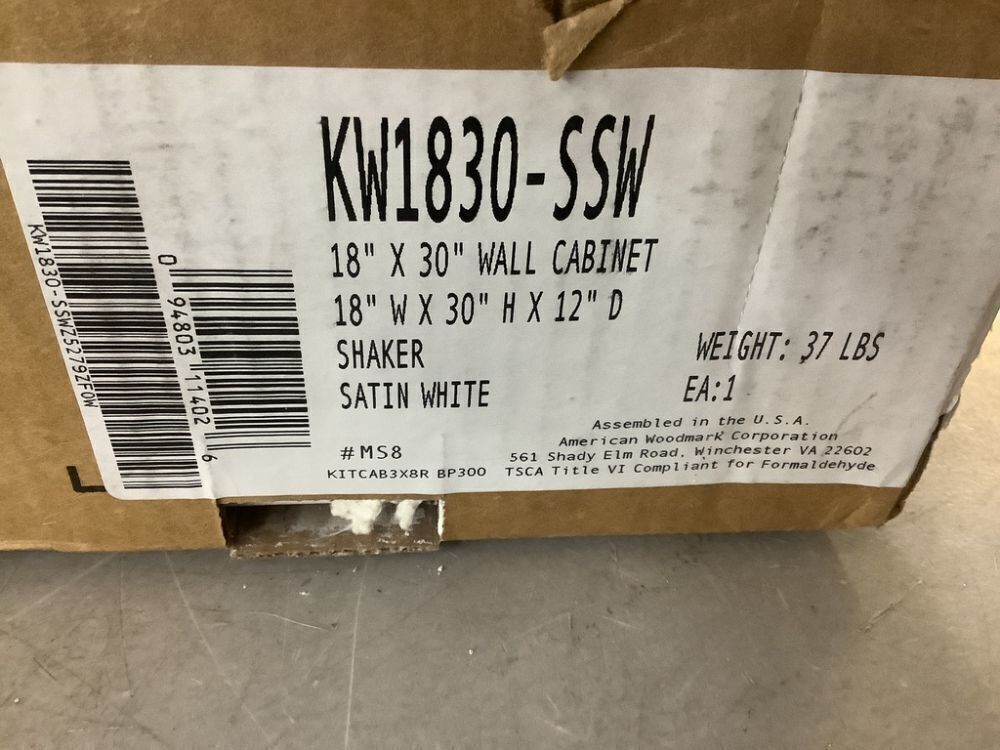 KW1830-SSW
18" X 30" WALL CABINET
18" W X 30" H X 12" D
SHAKER
SATIN WHITE
WEIGHT: 37 LBS
EA:1
#MS8
KITCAB3X8R BP300
Assembled in the U.S.A.
American Woodmark Corporation
561 Shady Elm Road, Winchester VA 22602
TSCA Title VI Compliant for Formaldehyde
KW1830-SSWZ5279ZF0W
0 94803 11402 6